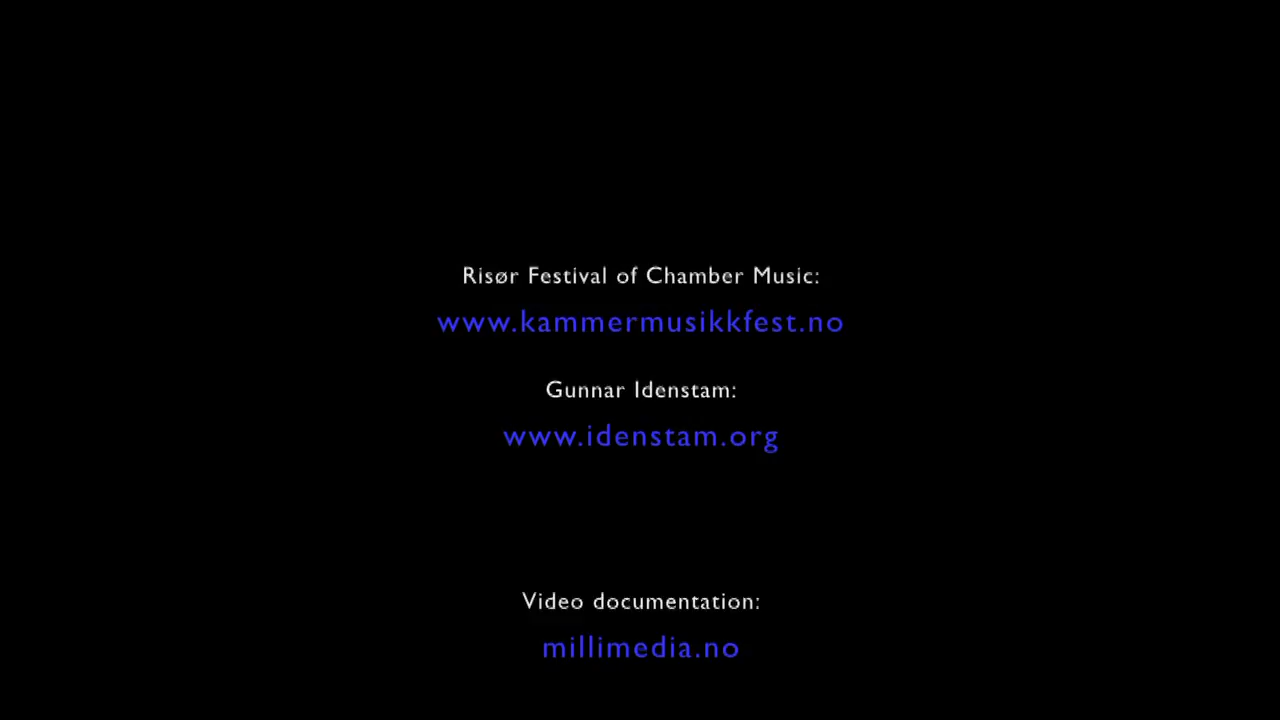 Risør Festival of Chamber Music:
www.kammermusikkfest.no
Gunnar Idenstam:
www.idenstam.org
Video documentation:
millimedia.no